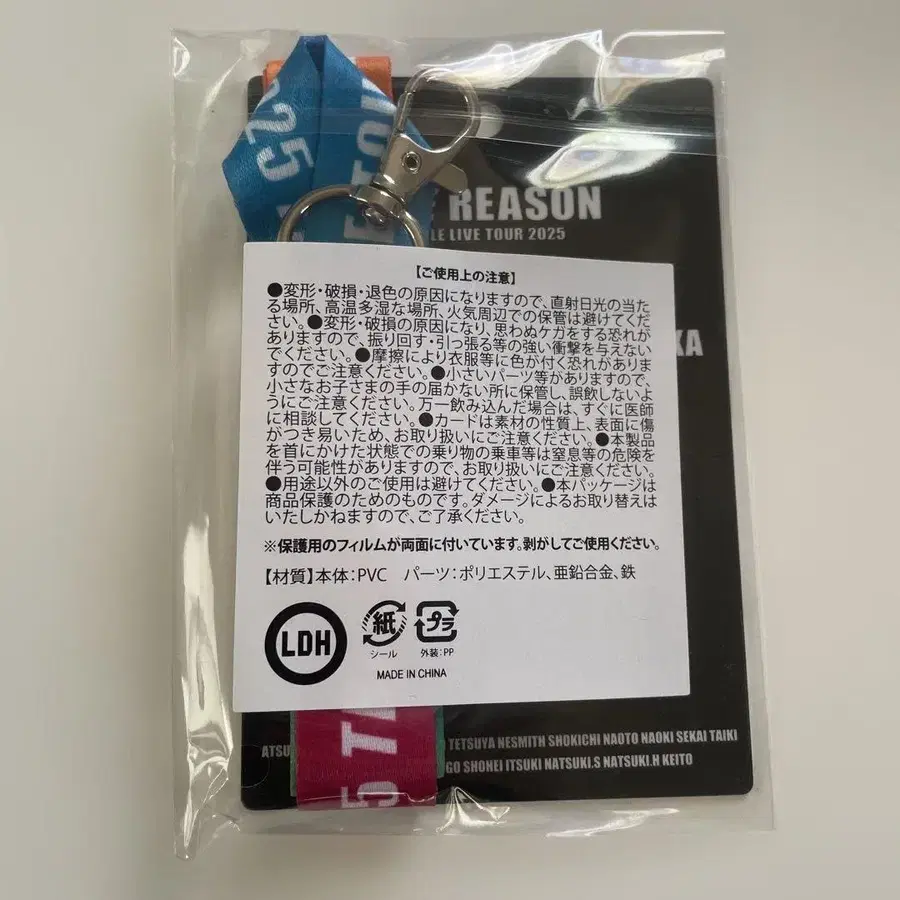 25
E TOU
REASON
LE LIVE TOUR 2025
KA
【ご使用上の注意】
●変形・破損・退色の原因になりますので、直射日光の当た
る場所、高温多湿な場所、火気周辺での保管は避けてくだ
さい。●変形・破損の原因になり、思わぬケガをする恐れが
ありますので、振り回す・引っ張る等の強い衝撃を与えない
でください。●摩擦により衣服等に色が付く恐れがありま
すのでご注意ください。●小さいパーツ等がありますので、
小さなお子さまの手の届かない所に保管し、誤飲しないよ
うにご注意ください。万一飲み込んだ場合は、すぐに医師
に相談してください。●カードは素材の性質上、表面に傷
がつき易いため、お取り扱いにご注意ください。●本製品
を首にかけた状態での乗り物の乗車等は窒息等の危険を
伴う可能性がありますので、お取り扱いにご注意ください。
●用途以外のご使用は避けてください。●本パッケージは
商品保護のためのものです。ダメージによるお取り替えは
いたしかねますので、ご了承ください。
※保護用のフィルムが両面に付いています。剥がしてご使用ください。
【材質】本体:PVC パーツ:ポリエステル、亜鉛合金、鉄
LDH
紙
シール
プラ
外装:PP
MADE IN CHINA
5 TA
ATSU
TETSUYA NESMITH SHOKICHI NAOTO NAOKI SEKAI TAIKI
GO SHOHEI ITSUKI NATSUKI.S NATSUKI.H KEITO